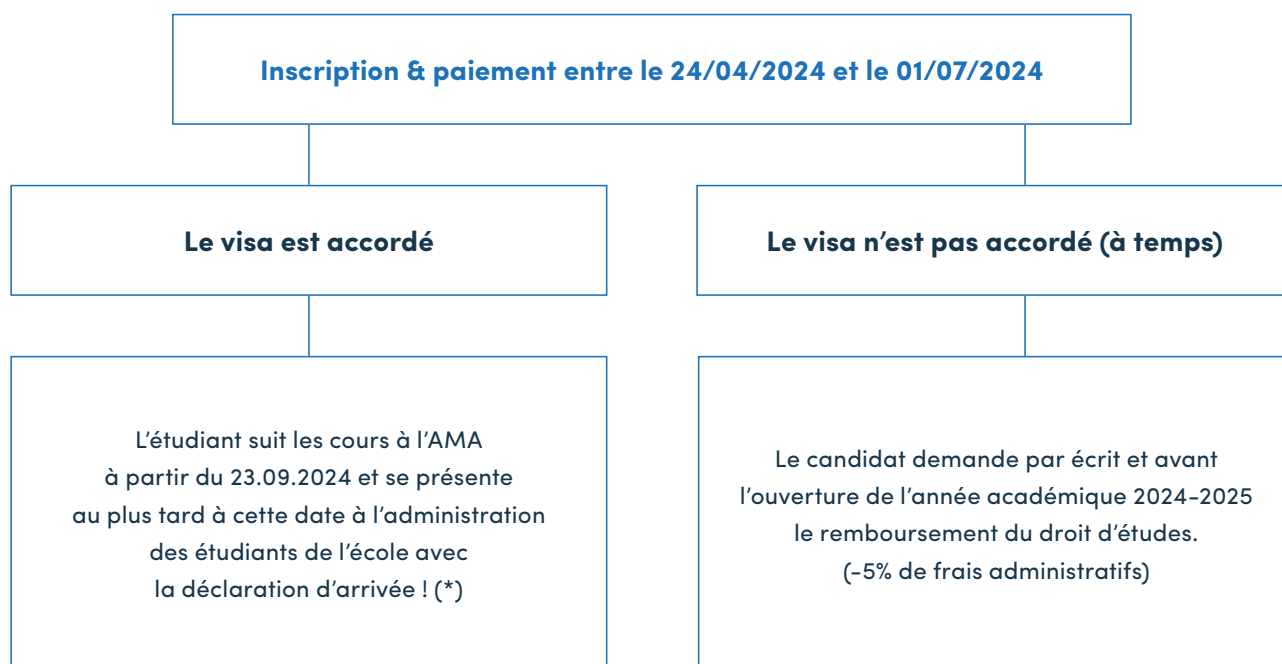 Inscription & paiement entre le 24/04/2024 et le 01/07/2024
Le visa est accordé
Le visa n’est pas accordé (à temps)
L’étudiant suit les cours à l’AMA
à partir du 23.09.2024 et se présente
au plus tard à cette date à l’administration
des étudiants de l’école avec
la déclaration d’arrivée ! (*)
Le candidat demande par écrit et avant
l’ouverture de l’année académique 2024-2025
le remboursement du droit d’études.
(-5% de frais administratifs)